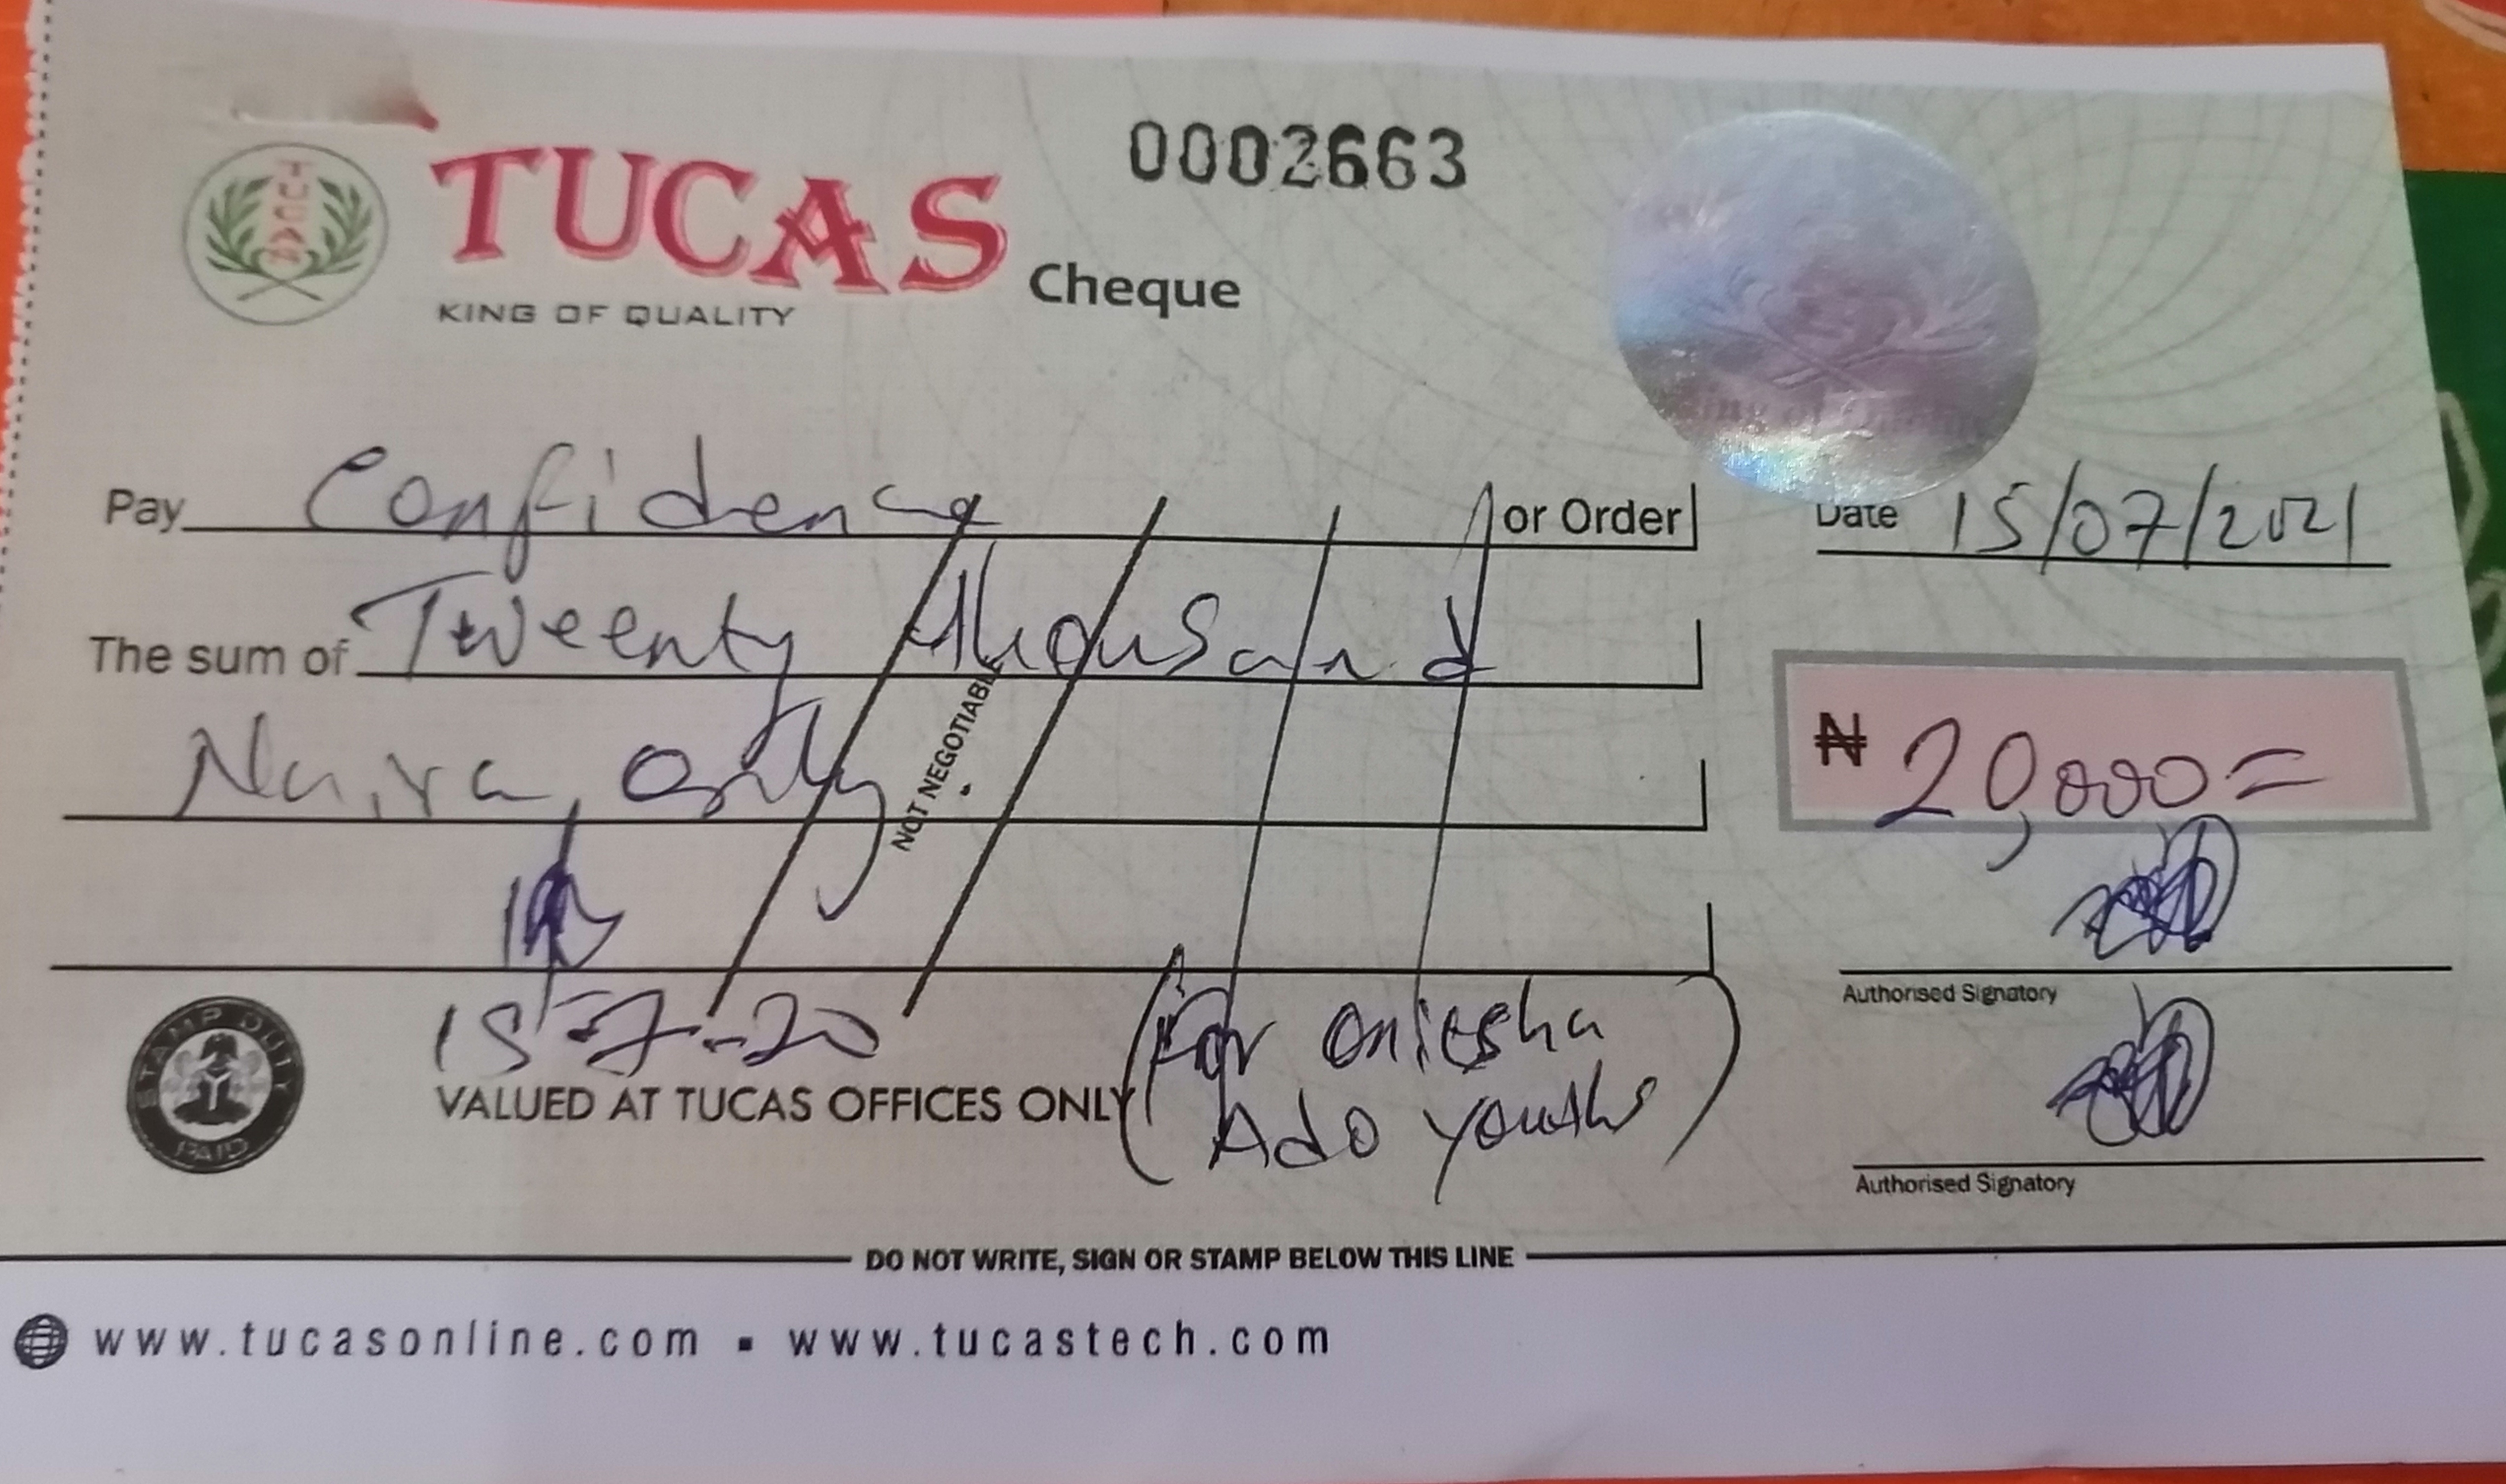 TUCAS
0002663
TUCAS
KING OF QUALITY
Cheque
Pay Confidence or Order
Date 15/07/2021
The sum of Tweenty thousand
Naira, only
NOT NEGOTIABLE
₦ 20,000=
Authorised Signatory
15-7-20
(For Oniesha
Ado youths)
STAMP DUTY
PAID
VALUED AT TUCAS OFFICES ONLY
Authorised Signatory
DO NOT WRITE, SIGN OR STAMP BELOW THIS LINE
www.tucasonline.com ▪ www.tucastech.com